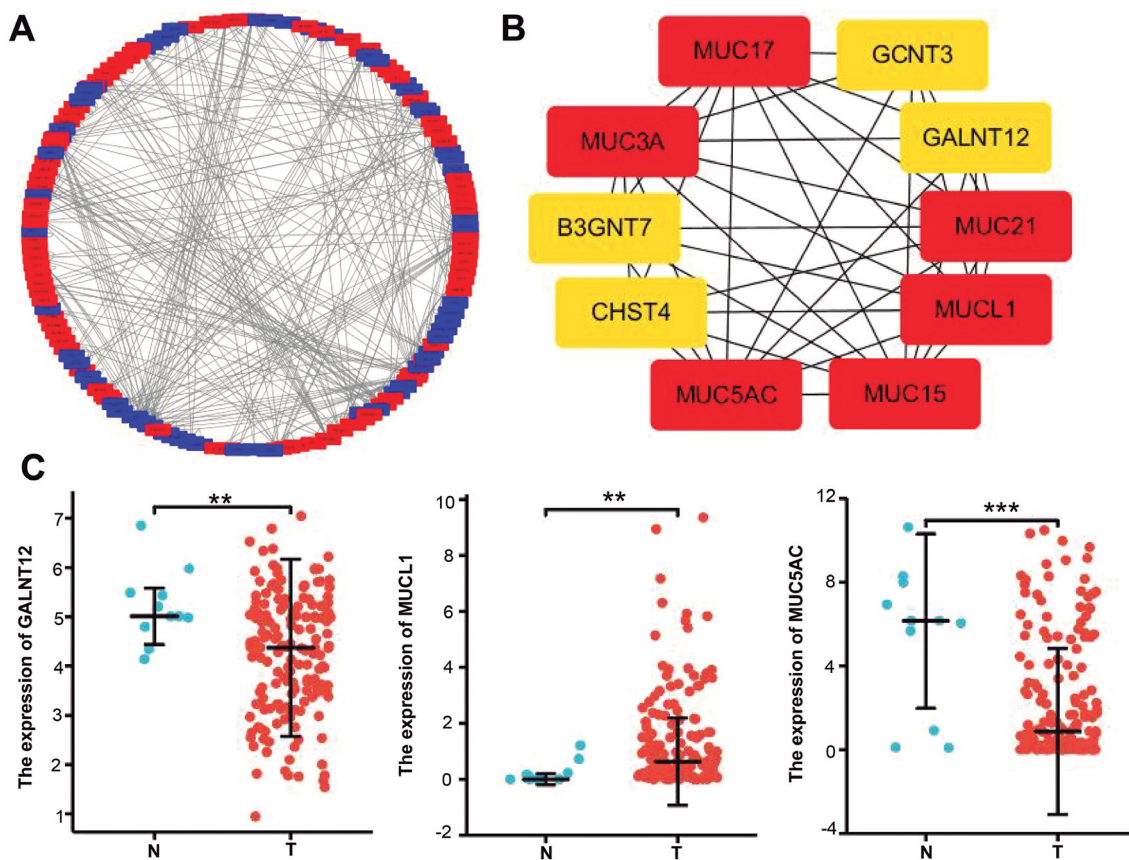 A
B
MUC17
GCNT3
MUC3A
GALNT12
B3GNT7
MUC21
CHST4
MUCL1
MUC5AC
MUC15
C
The expression of GALNT12
7
6
5
4
3
2
1
**
N
T
The expression of MUCL1
10
8
6
4
2
0
-2
**
N
T
The expression of MUC5AC
12
8
4
0
-4
***
N
T